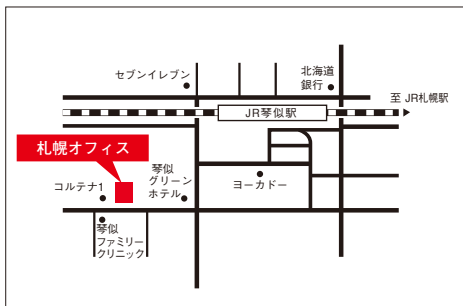 セブンイレブン
北海道
銀行
至 JR札幌駅
JR琴似駅
札幌オフィス
コルテナ1
琴似
グリーン
ホテル
ヨーカドー
琴似
ファミリー
クリニック